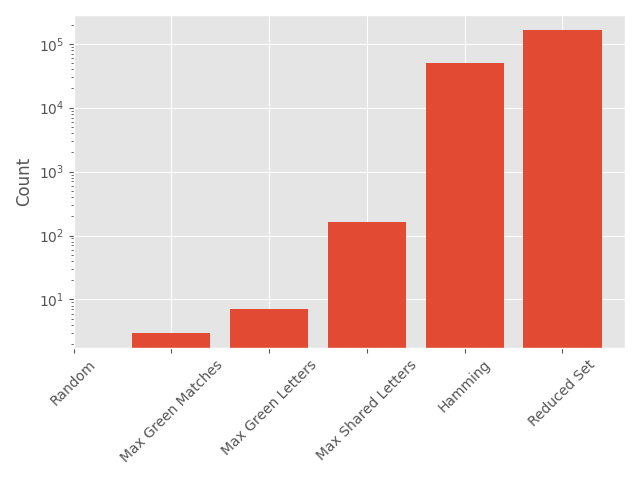 Count
10^5
10^4
10^3
10^2
10^1
Random
Max Green Matches
Max Green Letters
Max Shared Letters
Hamming
Reduced Set